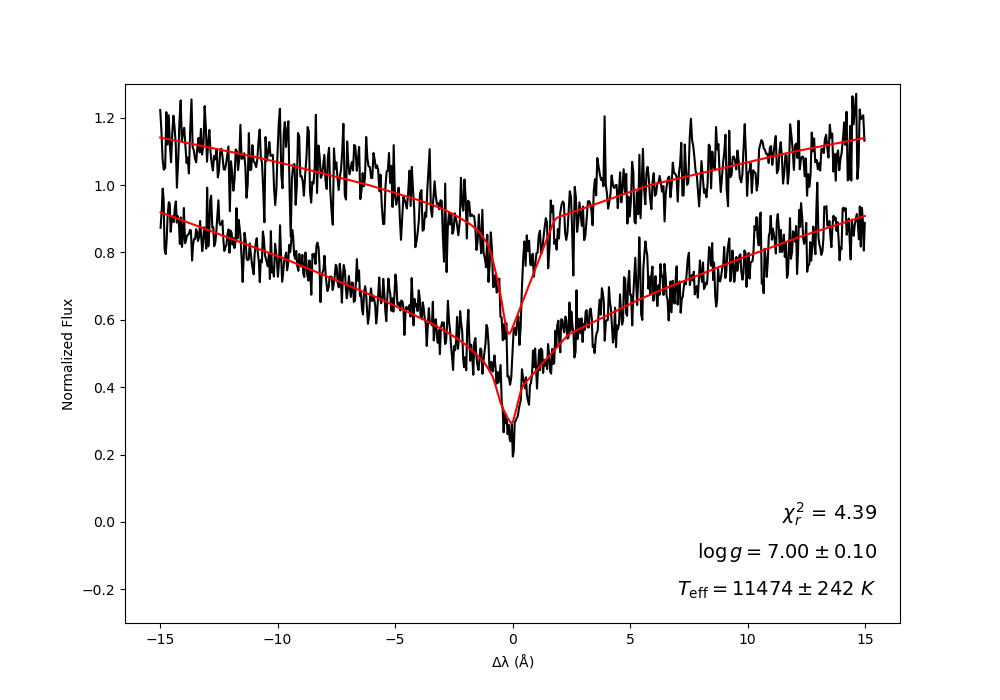 1.2
1.0
0.8
0.6
0.4
0.2
0.0
−0.2
Normalized Flux
χ²ᵣ = 4.39
log g = 7.00 ± 0.10
T_eff = 11474 ± 242 K
−15 −10 −5 0 5 10 15
Δλ (Å)